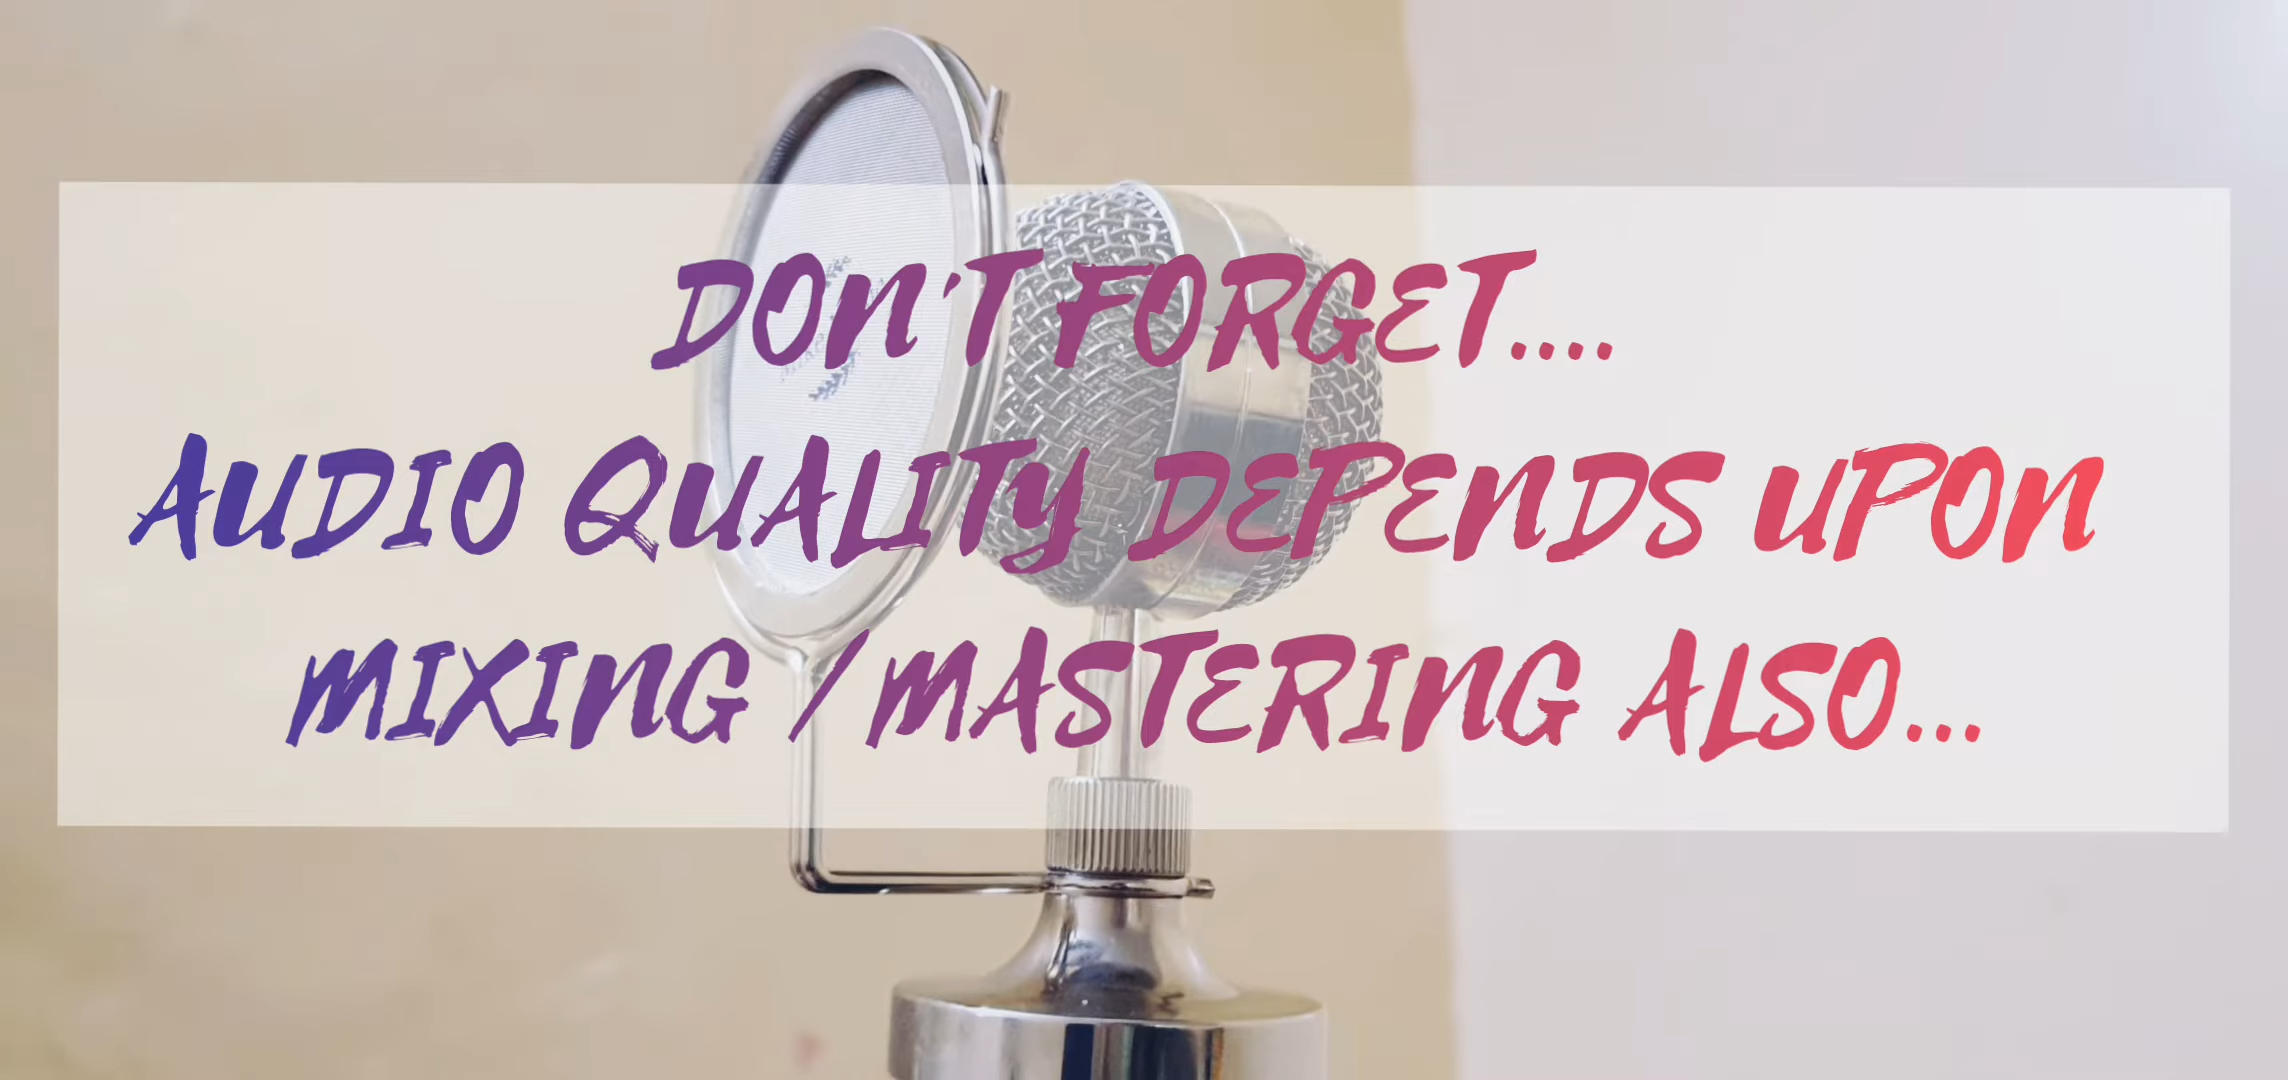 DON'T FORGET....
AUDIO QUALITY DEPENDS UPON
MIXING / MASTERING ALSO...